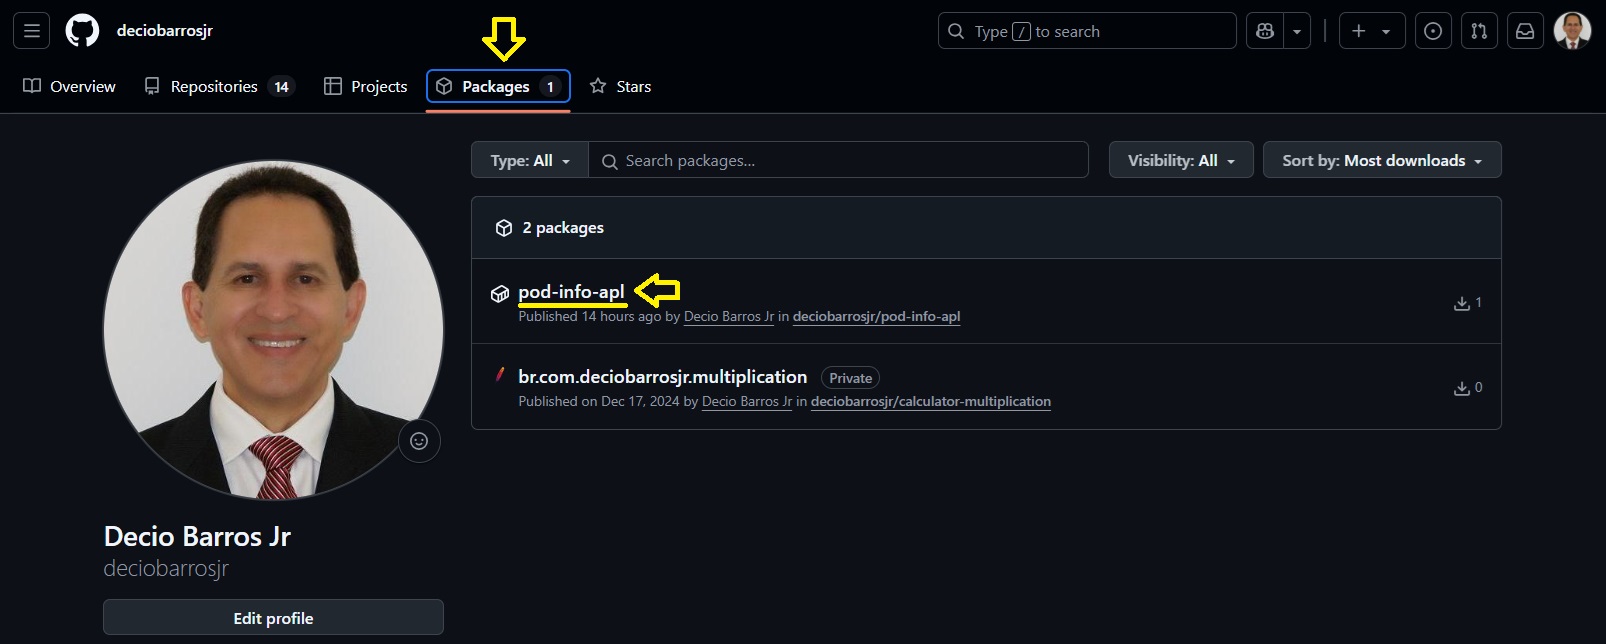 deciobarrosjr
Type / to search
Overview
Repositories 14
Projects
Packages 1
Stars
Type: All
Search packages...
Visibility: All
Sort by: Most downloads
2 packages
pod-info-apl
Published 14 hours ago by Decio Barros Jr in deciobarrosjr/pod-info-apl
1
br.com.deciobarrosjr.multiplication Private
Published on Dec 17, 2024 by Decio Barros Jr in deciobarrosjr/calculator-multiplication
0
Decio Barros Jr
deciobarrosjr
Edit profile